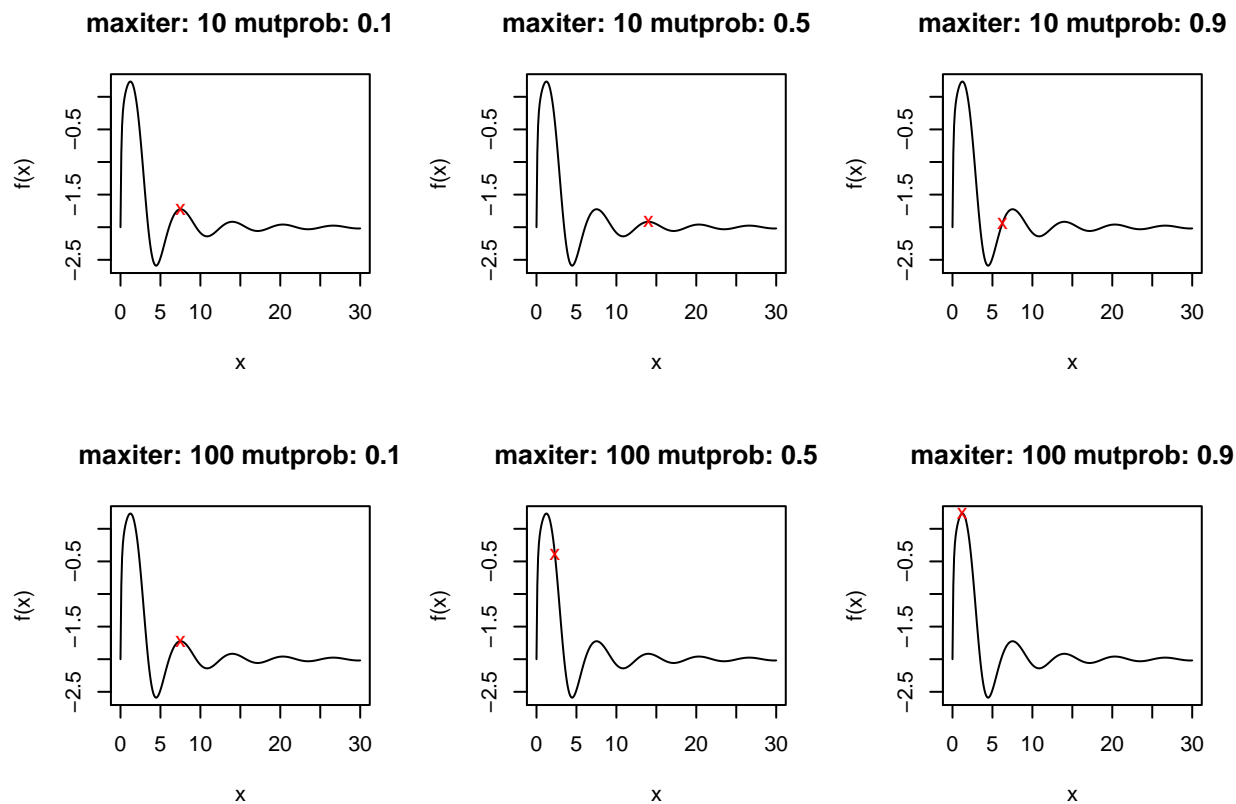 maxiter: 10 mutprob: 0.1
f(x)
−0.5
−1.5
−2.5
0 5 10 20 30
x
maxiter: 10 mutprob: 0.5
f(x)
−0.5
−1.5
−2.5
0 5 10 20 30
x
maxiter: 10 mutprob: 0.9
f(x)
−0.5
−1.5
−2.5
0 5 10 20 30
x
maxiter: 100 mutprob: 0.1
f(x)
−0.5
−1.5
−2.5
0 5 10 20 30
x
maxiter: 100 mutprob: 0.5
f(x)
−0.5
−1.5
−2.5
0 5 10 20 30
x
maxiter: 100 mutprob: 0.9
f(x)
−0.5
−1.5
−2.5
0 5 10 20 30
x